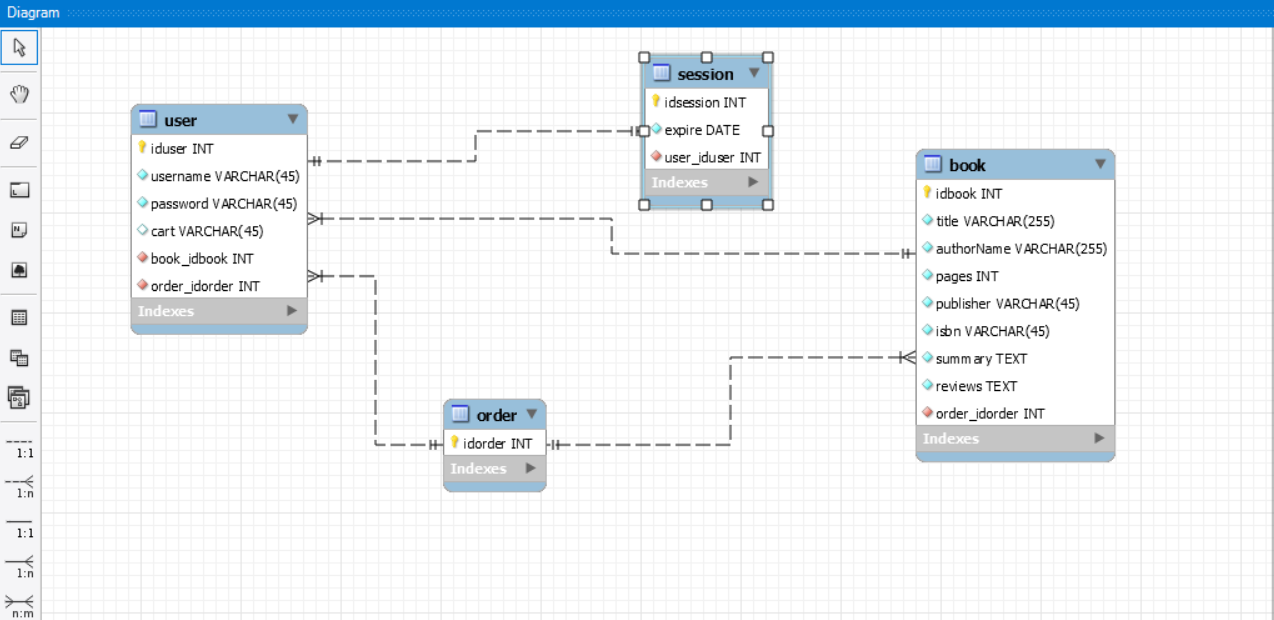 Diagram
user
iduser INT
username VARCHAR(45)
password VARCHAR(45)
cart VARCHAR(45)
book_idbook INT
order_idorder INT
Indexes
session
idsession INT
expire DATE
user_iduser INT
Indexes
book
idbook INT
title VARCHAR(255)
authorName VARCHAR(255)
pages INT
publisher VARCHAR(45)
isbn VARCHAR(45)
summary TEXT
reviews TEXT
order_idorder INT
Indexes
order
idorder INT
Indexes
1:1
1:n
1:1
1:n
n:m